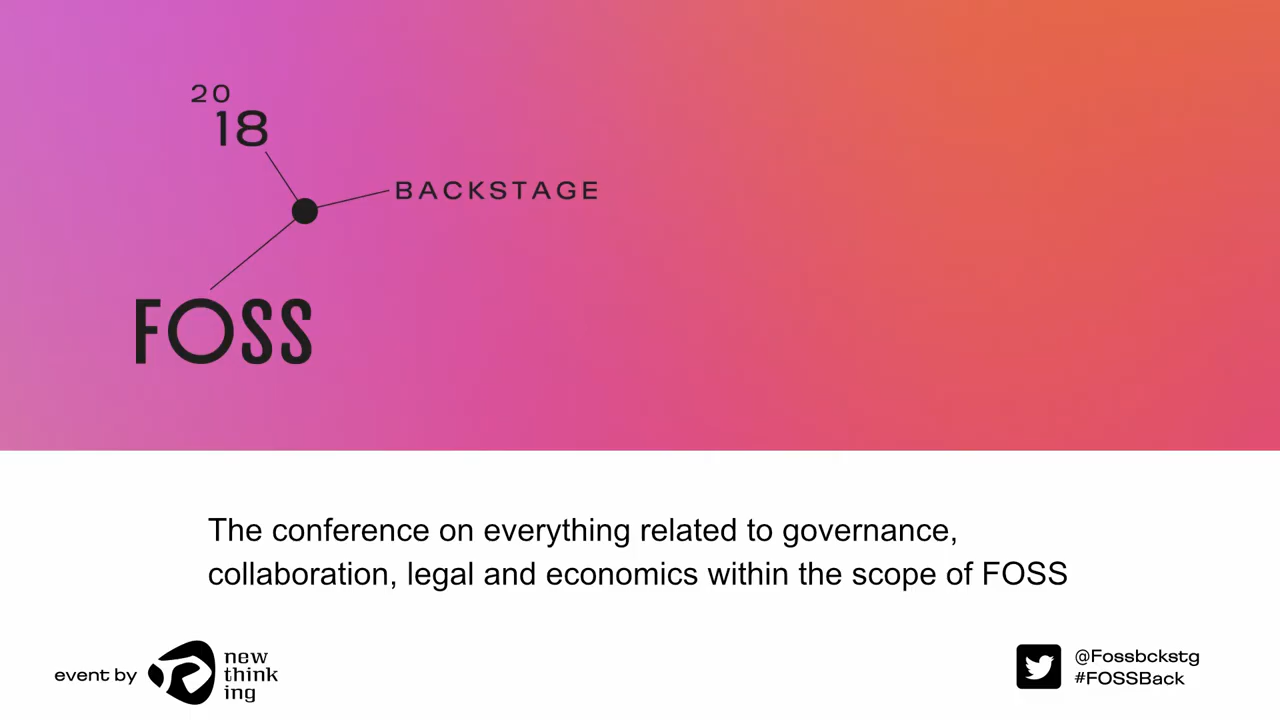 20
18
BACKSTAGE
FOSS
The conference on everything related to governance,
collaboration, legal and economics within the scope of FOSS
event by
new
think
ing
@Fossbckstg
#FOSSBack